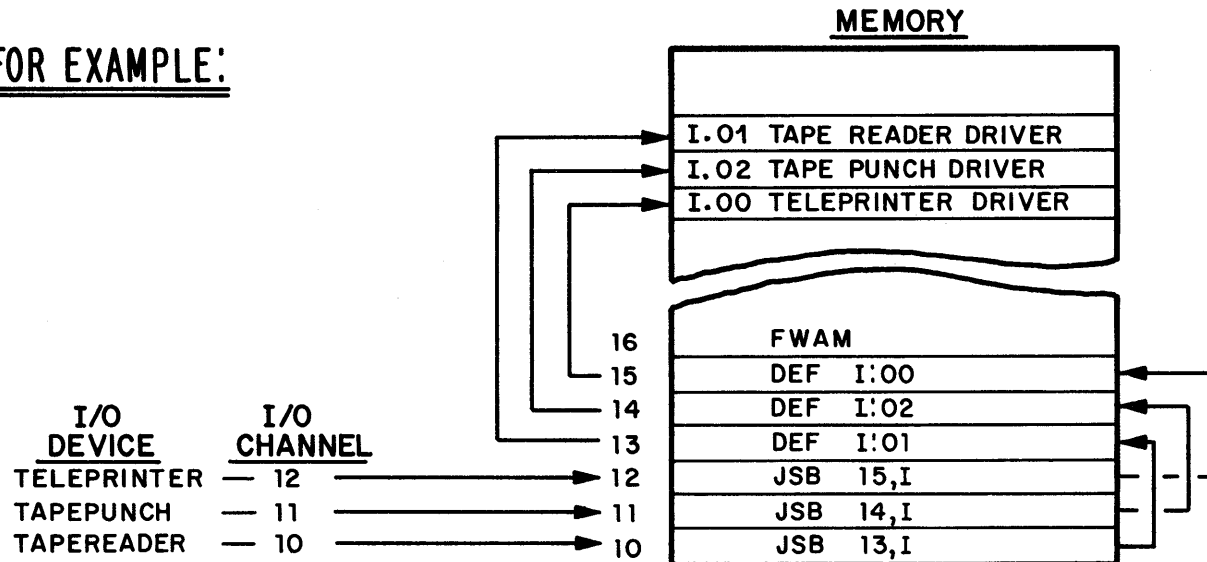 MEMORY
FOR EXAMPLE:
I.01 TAPE READER DRIVER
I.02 TAPE PUNCH DRIVER
I.00 TELEPRINTER DRIVER
16 FWAM
15 DEF I.00
14 DEF I.02
13 DEF I.01
I/O DEVICE I/O CHANNEL
TELEPRINTER — 12 12 JSB 15,I
TAPEPUNCH — 11 11 JSB 14,I
TAPEREADER — 10 10 JSB 13,I